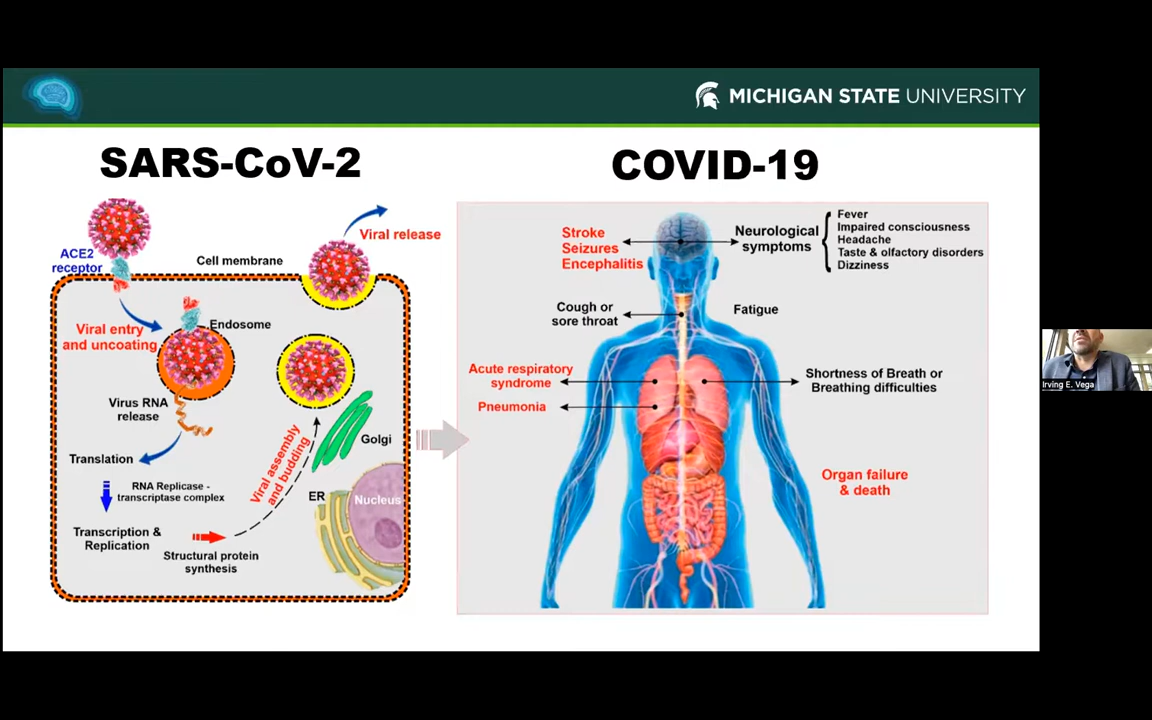 MICHIGAN STATE UNIVERSITY
SARS-CoV-2
ACE2
receptor
Viral release
Cell membrane
Viral entry
and uncoating
Endosome
Virus RNA
release
Translation
RNA Replicase -
transcriptase complex
Transcription &
Replication
Structural protein
synthesis
Viral assembly
and budding
Golgi
ER
Nucleus
COVID-19
Stroke
Seizures
Encephalitis
Neurological
symptoms
Fever
Impaired consciousness
Headache
Taste & olfactory disorders
Dizziness
Cough or
sore throat
Fatigue
Acute respiratory
syndrome
Pneumonia
Shortness of Breath or
Breathing difficulties
Organ failure
& death
Irving E. Vega